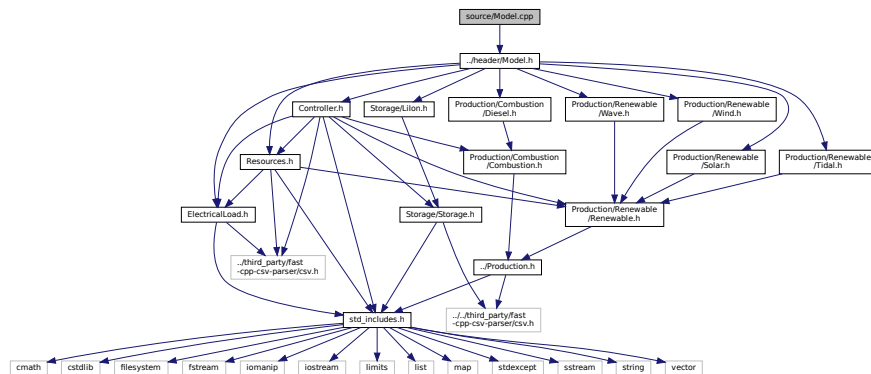 source/Model.cpp
../header/Model.h
Controller.h
Storage/LiIon.h
Production/Combustion
/Diesel.h
Production/Renewable
/Wave.h
Production/Renewable
/Wind.h
Resources.h
Production/Combustion
/Combustion.h
Production/Renewable
/Solar.h
Production/Renewable
/Tidal.h
ElectricalLoad.h
Storage/Storage.h
Production/Renewable
/Renewable.h
../third_party/fast
-cpp-csv-parser/csv.h
../Production.h
std_includes.h
../../third_party/fast
-cpp-csv-parser/csv.h
cmath
cstdlib
filesystem
fstream
iomanip
iostream
limits
list
map
stdexcept
sstream
string
vector